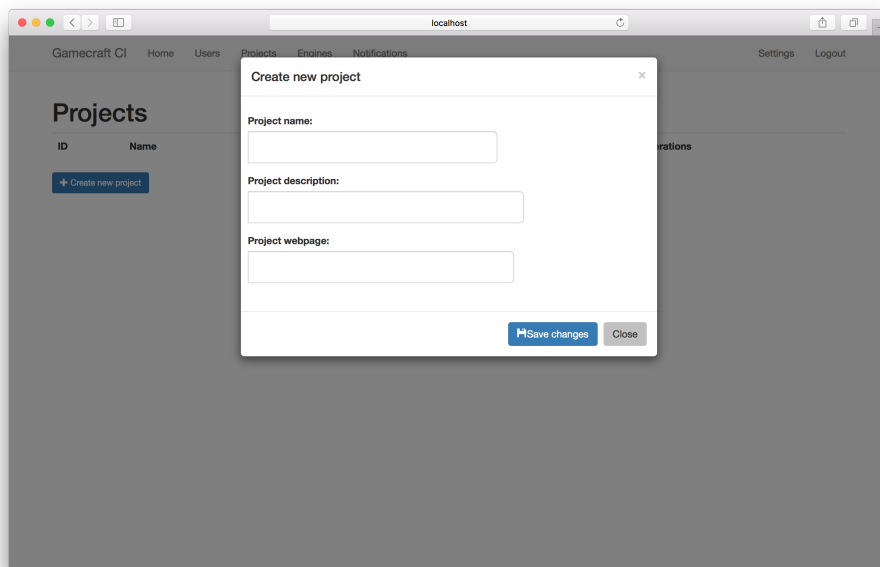 localhost
Gamecraft CI Home Users Projects Engines Notifications Settings Logout
Create new project ×
Projects
Project name:
ID Name erations
+ Create new project
Project description:
Project webpage:
Save changes Close